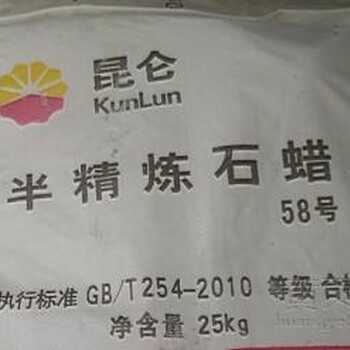 昆仑
KunLun
半精炼石蜡
58号
执行标准 GB/T254-2010 等级 合格
净含量 25kg